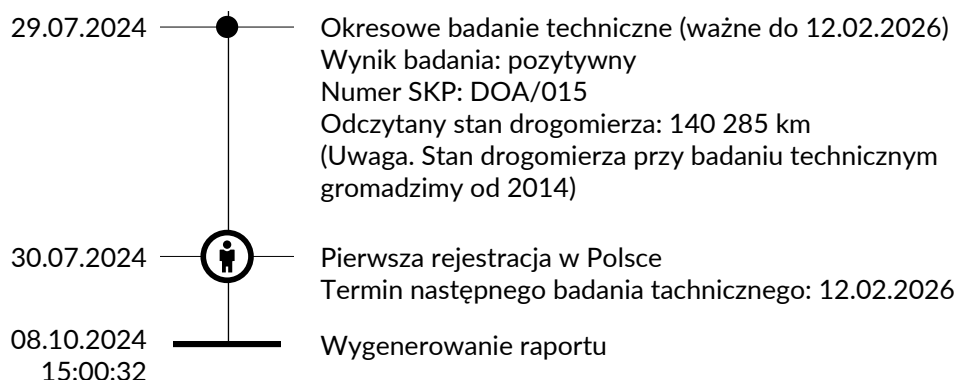 29.07.2024
Okresowe badanie techniczne (ważne do 12.02.2026)
Wynik badania: pozytywny
Numer SKP: DOA/015
Odczytany stan drogomierza: 140 285 km
(Uwaga. Stan drogomierza przy badaniu technicznym
gromadzimy od 2014)
30.07.2024
Pierwsza rejestracja w Polsce
Termin następnego badania tachnicznego: 12.02.2026
08.10.2024
15:00:32
Wygenerowanie raportu